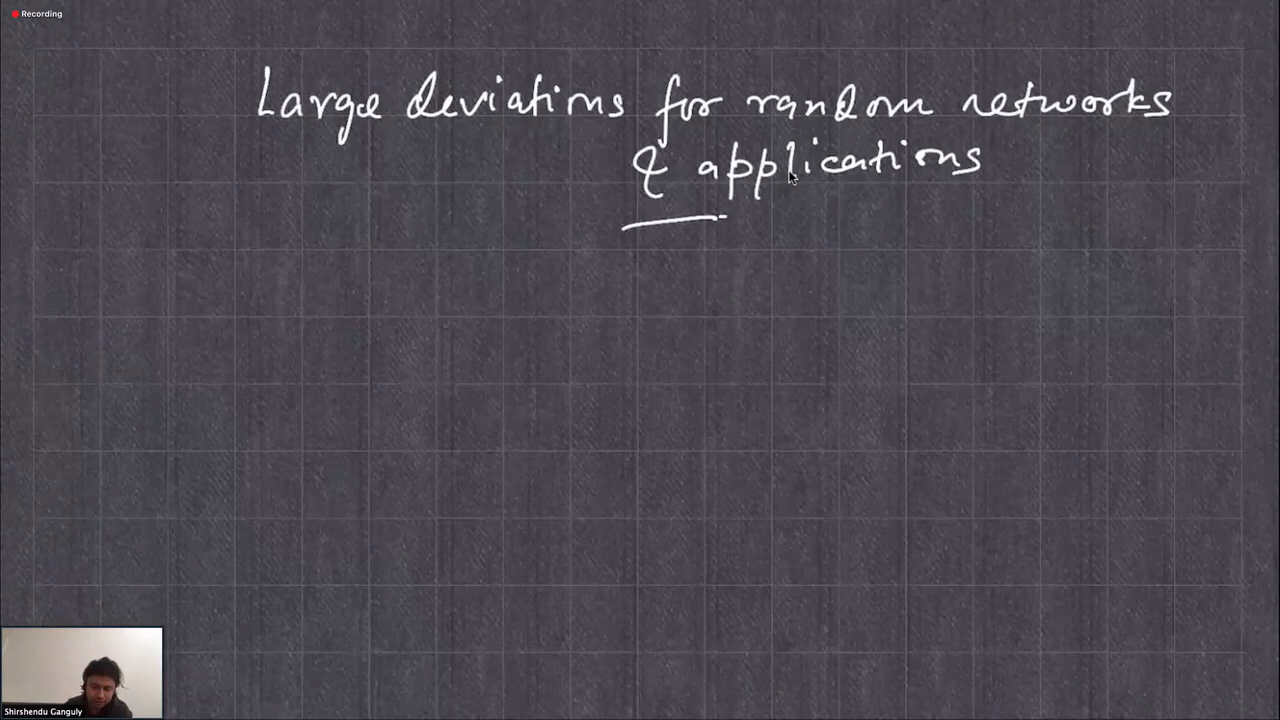 Recording
Large deviations for random networks
& applications
Shirshendu Ganguly